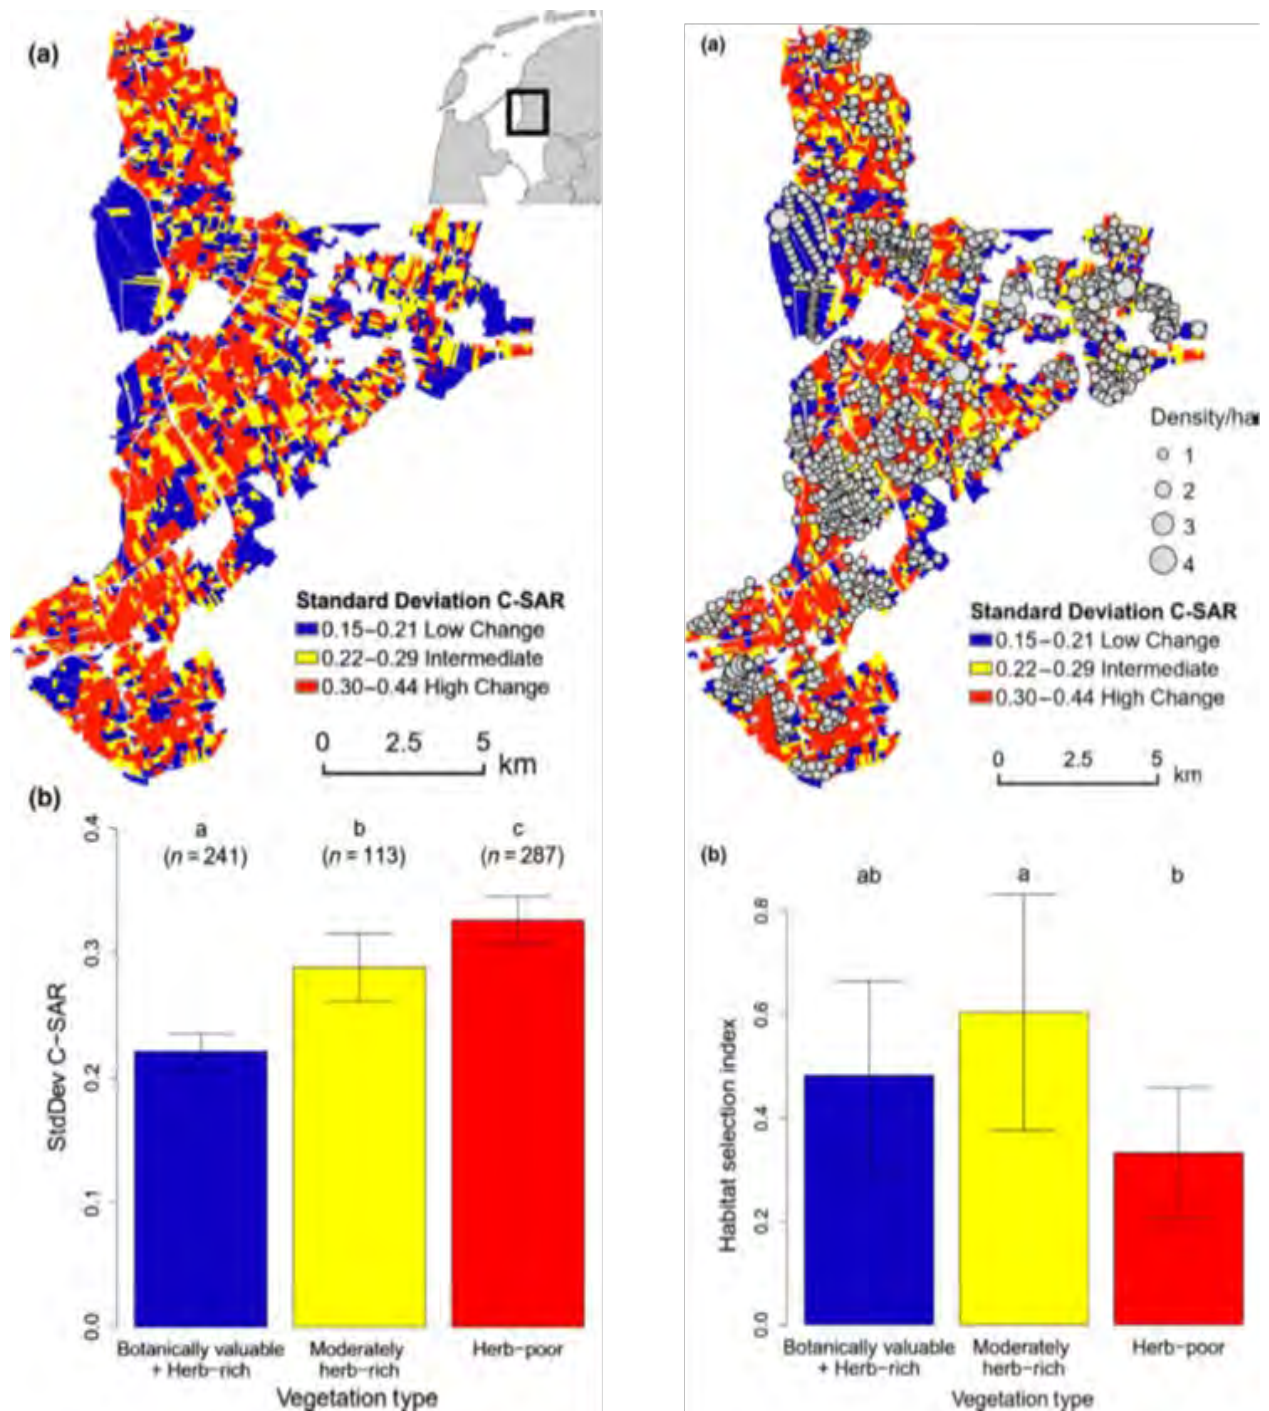 (a)
Standard Deviation C-SAR
0.15–0.21 Low Change
0.22–0.29 Intermediate
0.30–0.44 High Change
0 2.5 5
km
(b)
0.4
0.3
0.2
0.1
0.0
StdDev C-SAR
a b c
(n = 241) (n = 113) (n = 287)
Botanically valuable + Herb-rich
Moderately herb-rich
Herb-poor
Vegetation type
(a)
Density/ha
1
2
3
4
Standard Deviation C-SAR
0.15–0.21 Low Change
0.22–0.29 Intermediate
0.30–0.44 High Change
0 2.5 5
km
(b)
0.8
0.6
0.4
0.2
0.0
Habitat selection index
ab a b
Botanically valuable + Herb-rich
Moderately herb-rich
Herb-poor
Vegetation type